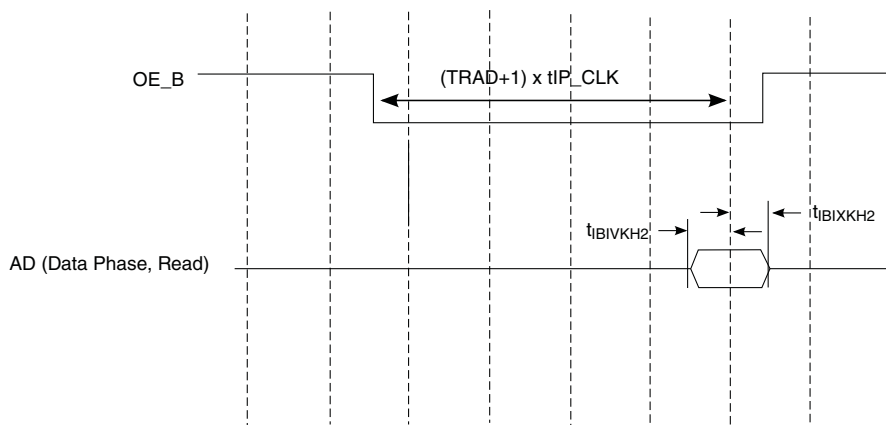 (TRAD+1) x tIP_CLK
OE_B
tIBIXKH2
tIBIVKH2
AD (Data Phase, Read)